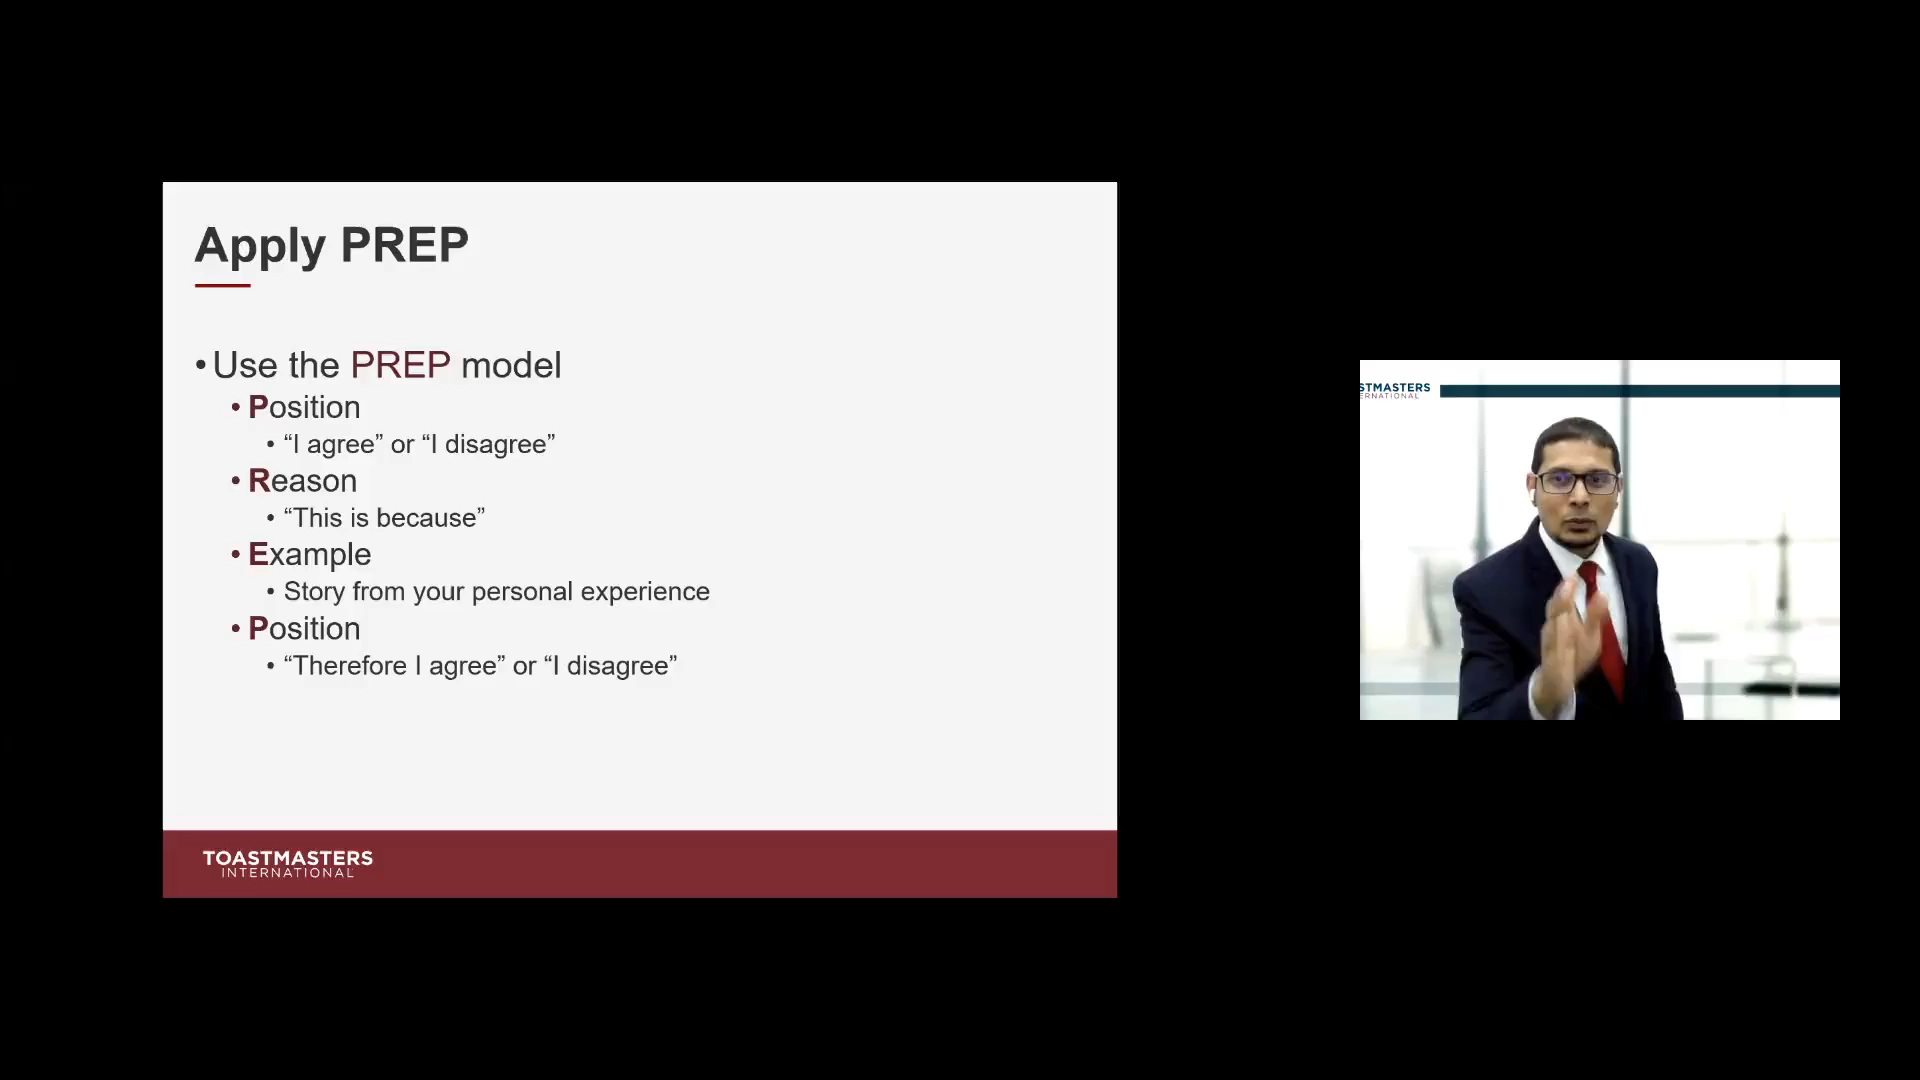 Apply PREP
• Use the PREP model
• Position
• “I agree” or “I disagree”
• Reason
• “This is because”
• Example
• Story from your personal experience
• Position
• “Therefore I agree” or “I disagree”
TOASTMASTERS
INTERNATIONAL
STMASTERS
ERNATIONAL